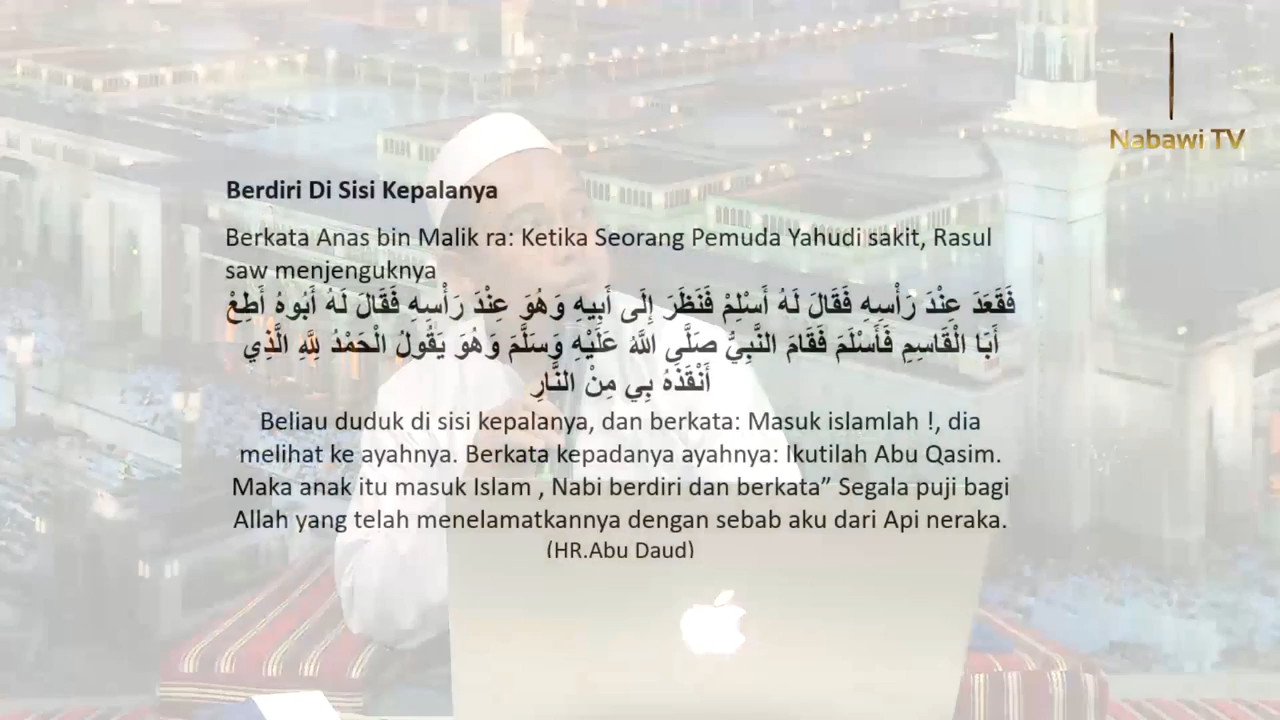 Nabawi TV
Berdiri Di Sisi Kepalanya
Berkata Anas bin Malik ra: Ketika Seorang Pemuda Yahudi sakit, Rasul
saw menjenguknya
فَقَعَدَ عِنْدَ رَأْسِهِ فَقَالَ لَهُ أَسْلِمْ فَنَظَرَ إِلَى أَبِيهِ وَهُوَ عِنْدَ رَأْسِهِ فَقَالَ لَهُ أَبُوهُ أَطِعْ
أَبَا الْقَاسِمِ فَأَسْلَمَ فَقَامَ النَّبِيُّ صَلَّى اللهُ عَلَيْهِ وَسَلَّمَ وَهُوَ يَقُولُ الْحَمْدُ لِلَّهِ الَّذِي
أَنْقَذَهُ بِي مِنْ النَّارِ
Beliau duduk di sisi kepalanya, dan berkata: Masuk islamlah !, dia
melihat ke ayahnya. Berkata kepadanya ayahnya: Ikutilah Abu Qasim.
Maka anak itu masuk Islam , Nabi berdiri dan berkata” Segala puji bagi
Allah yang telah menelamatkannya dengan sebab aku dari Api neraka.
(HR.Abu Daud)